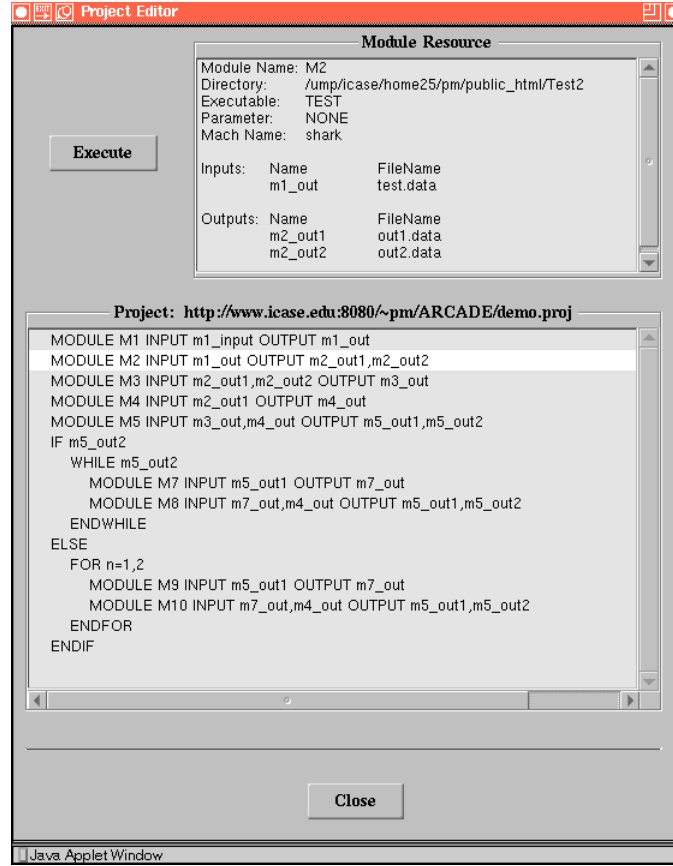 EXIT
Project Editor
Module Resource
Module Name: M2
Directory: /ump/icase/home25/pm/public_html/Test2
Executable: TEST
Parameter: NONE
Mach Name: shark
Execute
Inputs: Name FileName
m1_out test.data
Outputs: Name FileName
m2_out1 out1.data
m2_out2 out2.data
Project: http://www.icase.edu:8080/~pm/ARCADE/demo.proj
MODULE M1 INPUT m1_input OUTPUT m1_out
MODULE M2 INPUT m1_out OUTPUT m2_out1,m2_out2
MODULE M3 INPUT m2_out1,m2_out2 OUTPUT m3_out
MODULE M4 INPUT m2_out1 OUTPUT m4_out
MODULE M5 INPUT m3_out,m4_out OUTPUT m5_out1,m5_out2
IF m5_out2
WHILE m5_out2
MODULE M7 INPUT m5_out1 OUTPUT m7_out
MODULE M8 INPUT m7_out,m4_out OUTPUT m5_out1,m5_out2
ENDWHILE
ELSE
FOR n=1,2
MODULE M9 INPUT m5_out1 OUTPUT m7_out
MODULE M10 INPUT m7_out,m4_out OUTPUT m5_out1,m5_out2
ENDFOR
ENDIF
Close
Java Applet Window